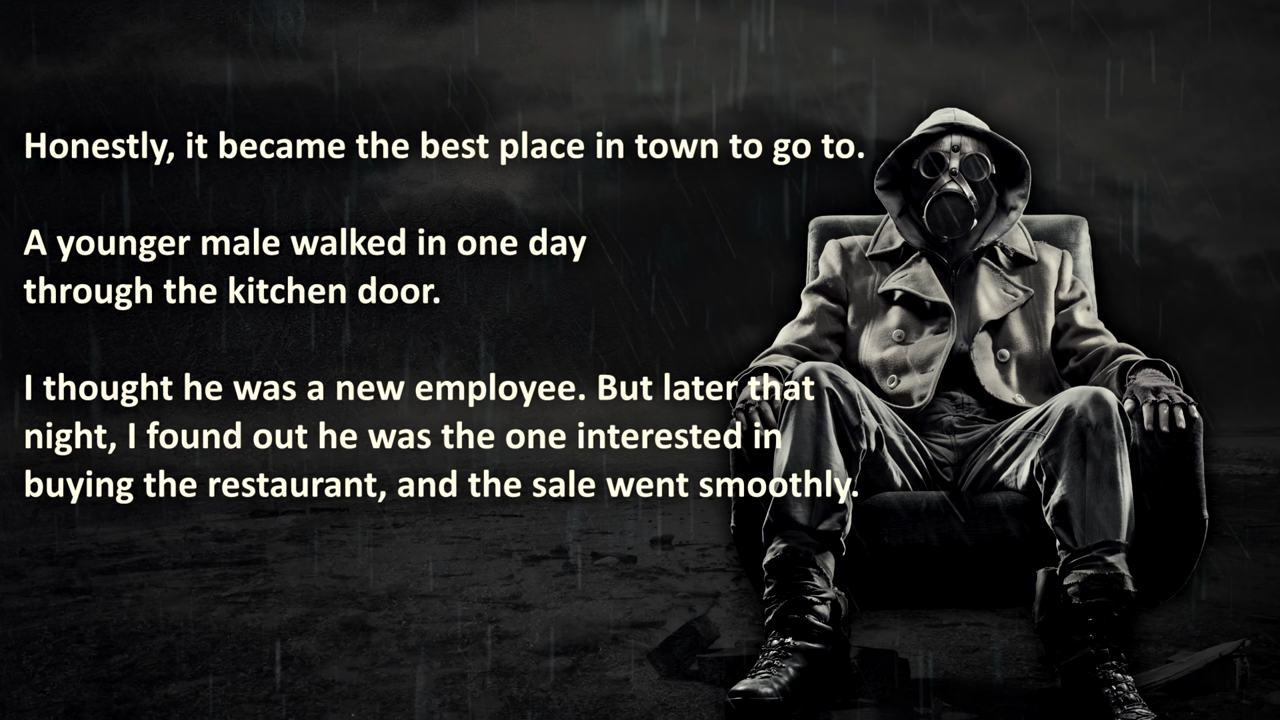 Honestly, it became the best place in town to go to.
A younger male walked in one day
through the kitchen door.
I thought he was a new employee. But later that
night, I found out he was the one interested in
buying the restaurant, and the sale went smoothly.